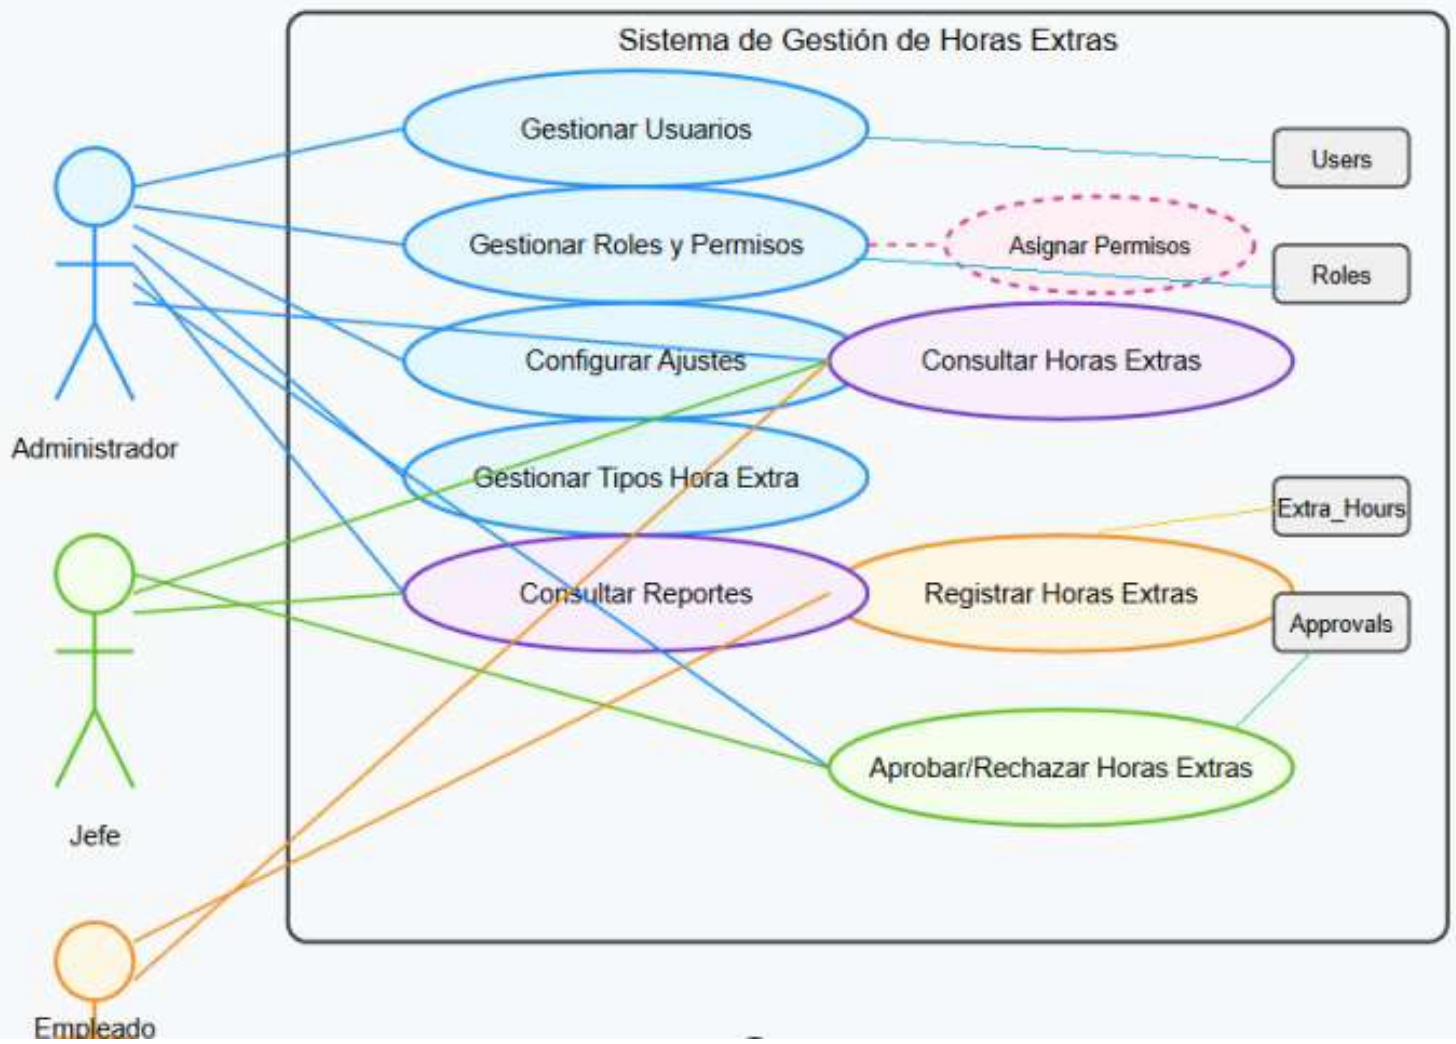 Sistema de Gestión de Horas Extras
Gestionar Usuarios
Users
Gestionar Roles y Permisos
Asignar Permisos
Roles
Configurar Ajustes
Consultar Horas Extras
Administrador
Gestionar Tipos Hora Extra
Extra_Hours
Consultar Reportes
Registrar Horas Extras
Approvals
Aprobar/Rechazar Horas Extras
Jefe
Empleado